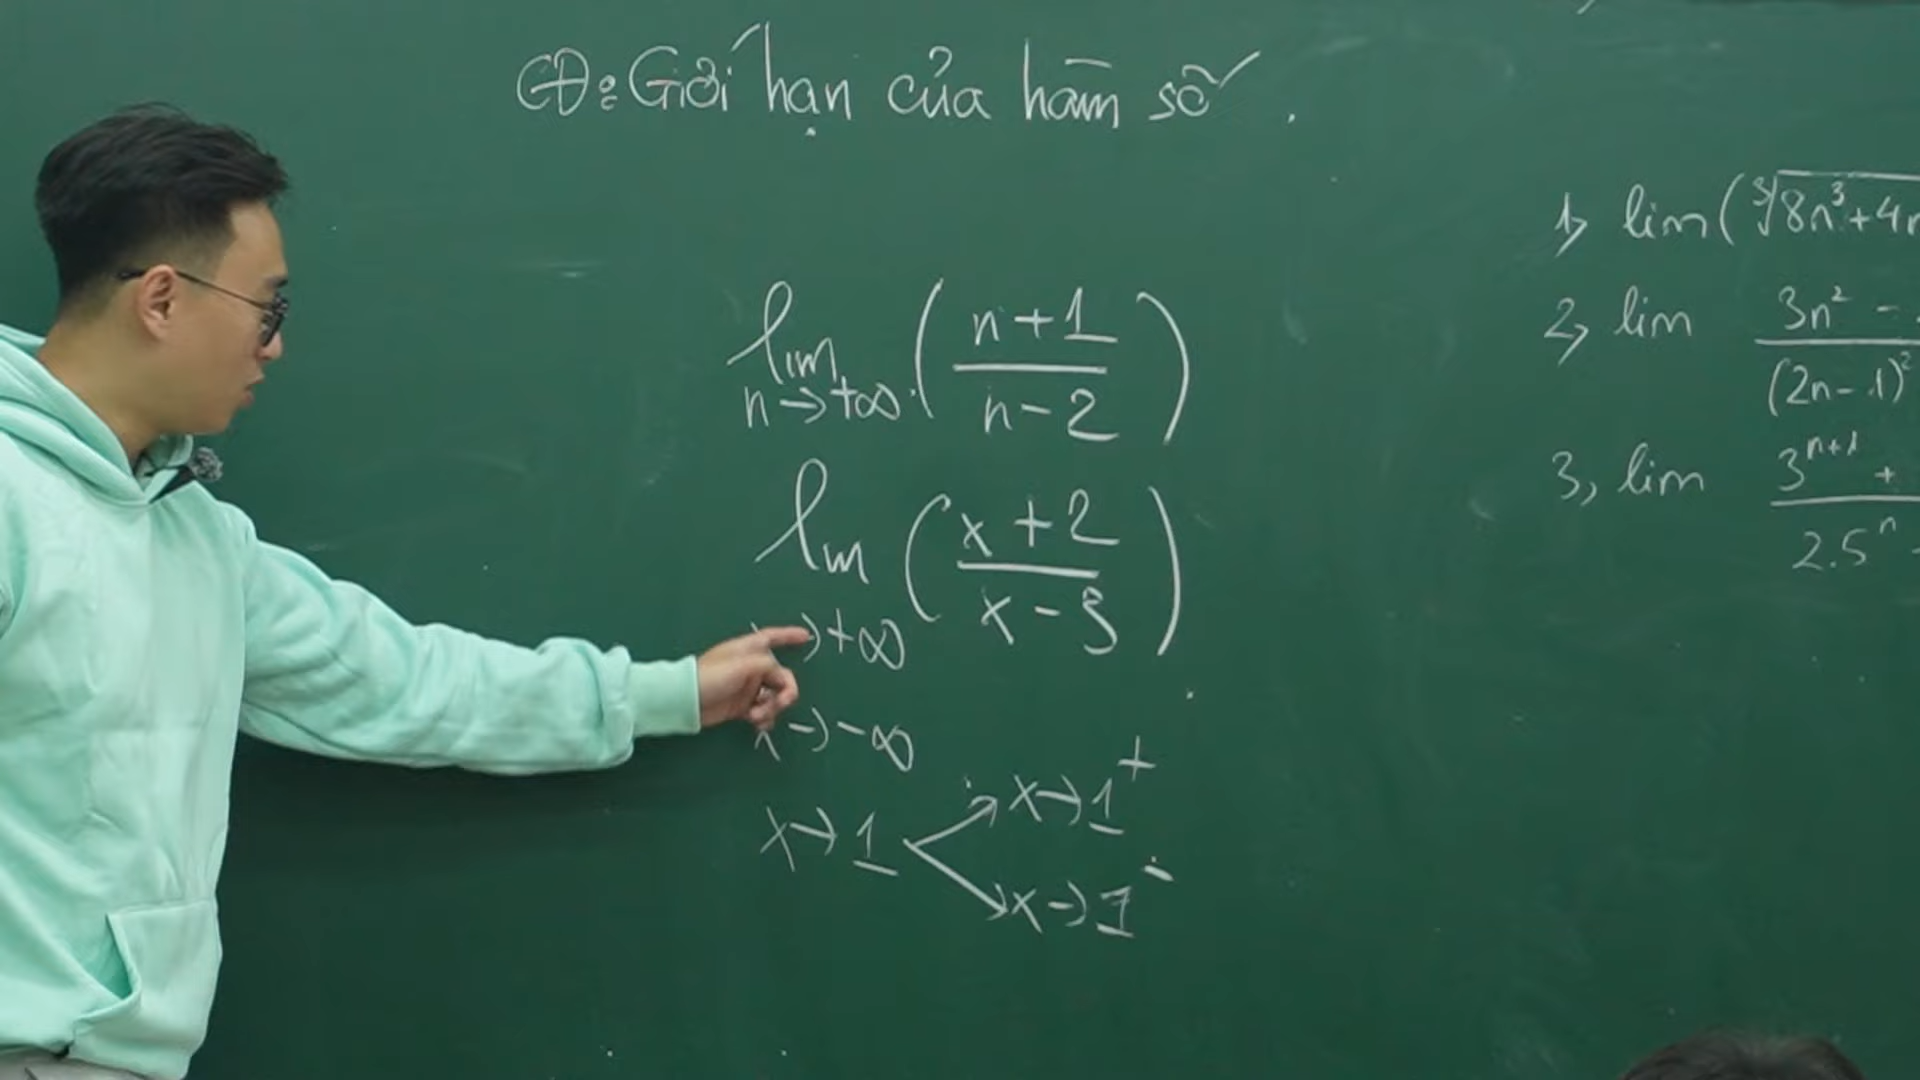 CĐ: Giới hạn của hàm số.
lim n→+∞ (n+1 / n-2)
lim x→+∞ (x+2 / x-3)
x→-∞
x→1
x→1⁺
x→1⁻
1, lim (∛8n³+4n
2, lim 3n² - / (2n-1)²
3, lim 3ⁿ⁺¹ + / 2.5ⁿ -